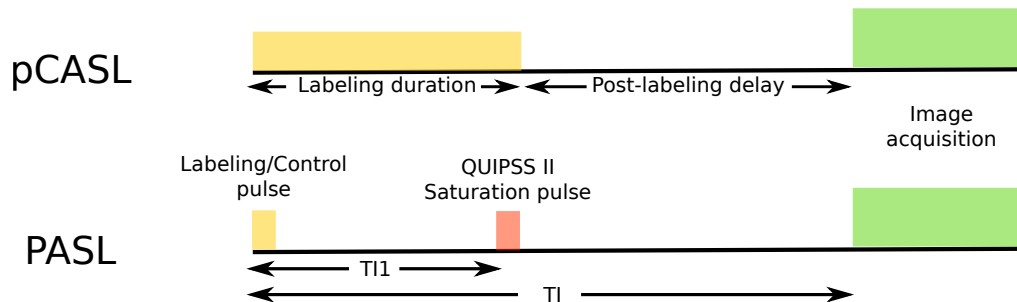 pCASL
Labeling duration
Post-labeling delay
Image
acquisition
Labeling/Control
pulse
QUIPSS II
Saturation pulse
PASL
TI1
TI